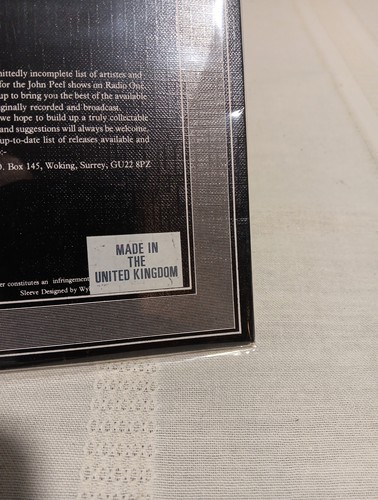 mittedly incomplete list of artistes and
for the John Peel shows on Radio One.
up to bring you the best of the available
ginally recorded and broadcast.
we hope to build up a truly collectable
and suggestions will always be welcome.
up-to-date list of releases available and
:-
. Box 145, Woking, Surrey, GU22 8PZ
MADE IN
THE
UNITED KINGDOM
er constitutes an infringement
Sleeve Designed by Wy